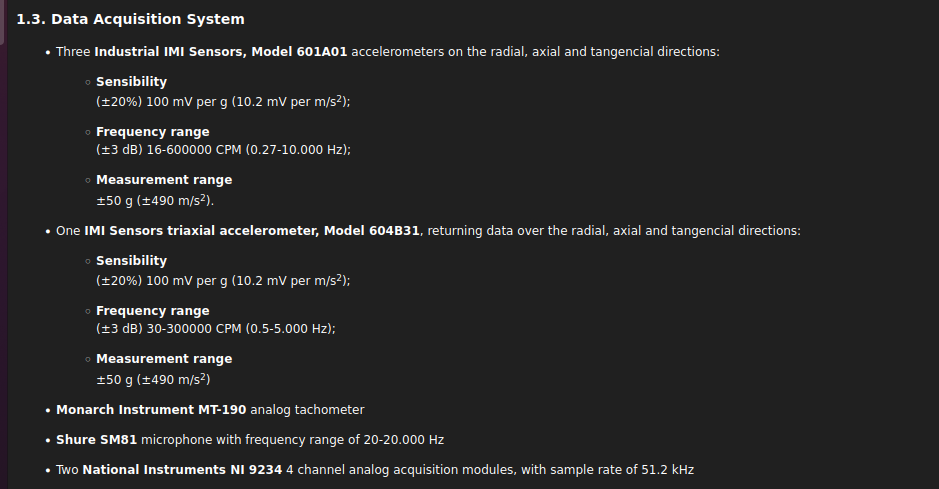 1.3. Data Acquisition System
• Three Industrial IMI Sensors, Model 601A01 accelerometers on the radial, axial and tangencial directions:
◦ Sensibility
(±20%) 100 mV per g (10.2 mV per m/s²);
◦ Frequency range
(±3 dB) 16-600000 CPM (0.27-10.000 Hz);
◦ Measurement range
±50 g (±490 m/s²).
• One IMI Sensors triaxial accelerometer, Model 604B31, returning data over the radial, axial and tangencial directions:
◦ Sensibility
(±20%) 100 mV per g (10.2 mV per m/s²);
◦ Frequency range
(±3 dB) 30-300000 CPM (0.5-5.000 Hz);
◦ Measurement range
±50 g (±490 m/s²)
• Monarch Instrument MT-190 analog tachometer
• Shure SM81 microphone with frequency range of 20-20.000 Hz
• Two National Instruments NI 9234 4 channel analog acquisition modules, with sample rate of 51.2 kHz